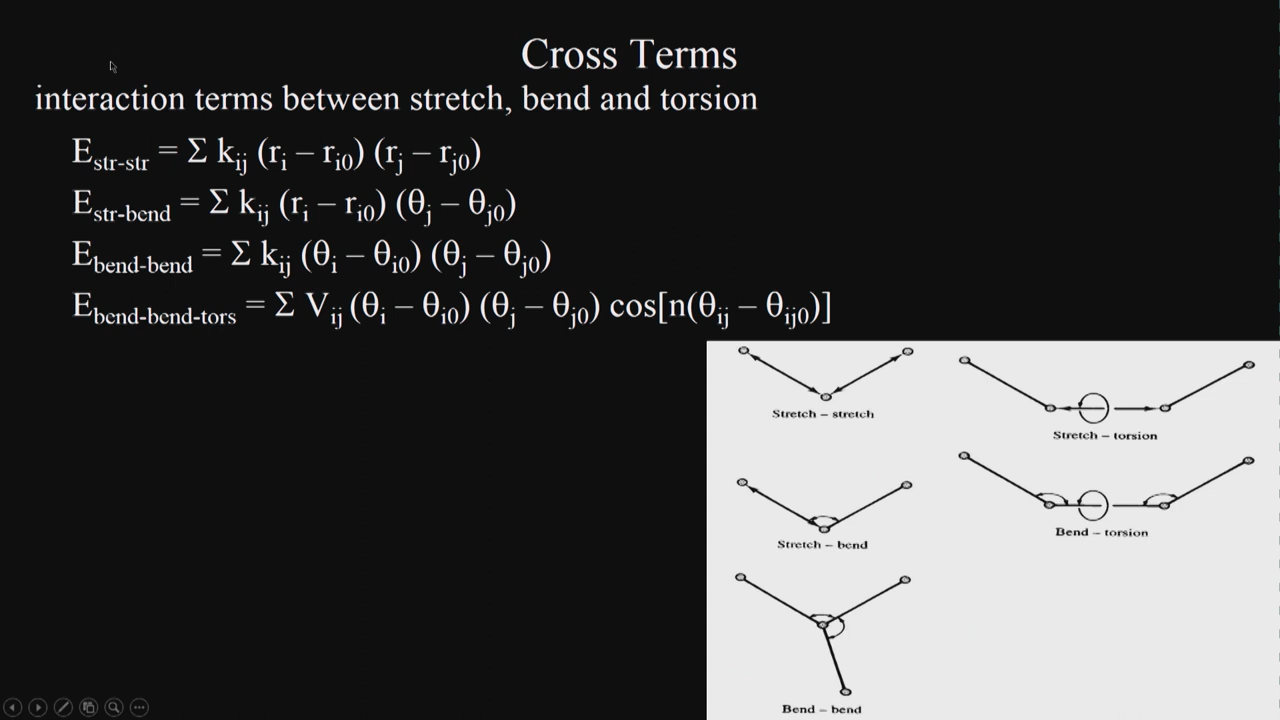 Cross Terms
interaction terms between stretch, bend and torsion
E_str-str = Σ k_ij (r_i – r_i0) (r_j – r_j0)
E_str-bend = Σ k_ij (r_i – r_i0) (θ_j – θ_j0)
E_bend-bend = Σ k_ij (θ_i – θ_i0) (θ_j – θ_j0)
E_bend-bend-tors = Σ V_ij (θ_i – θ_i0) (θ_j – θ_j0) cos[n(θ_ij – θ_ij0)]
Stretch – stretch
Stretch – torsion
Stretch – bend
Bend – torsion
Bend – bend